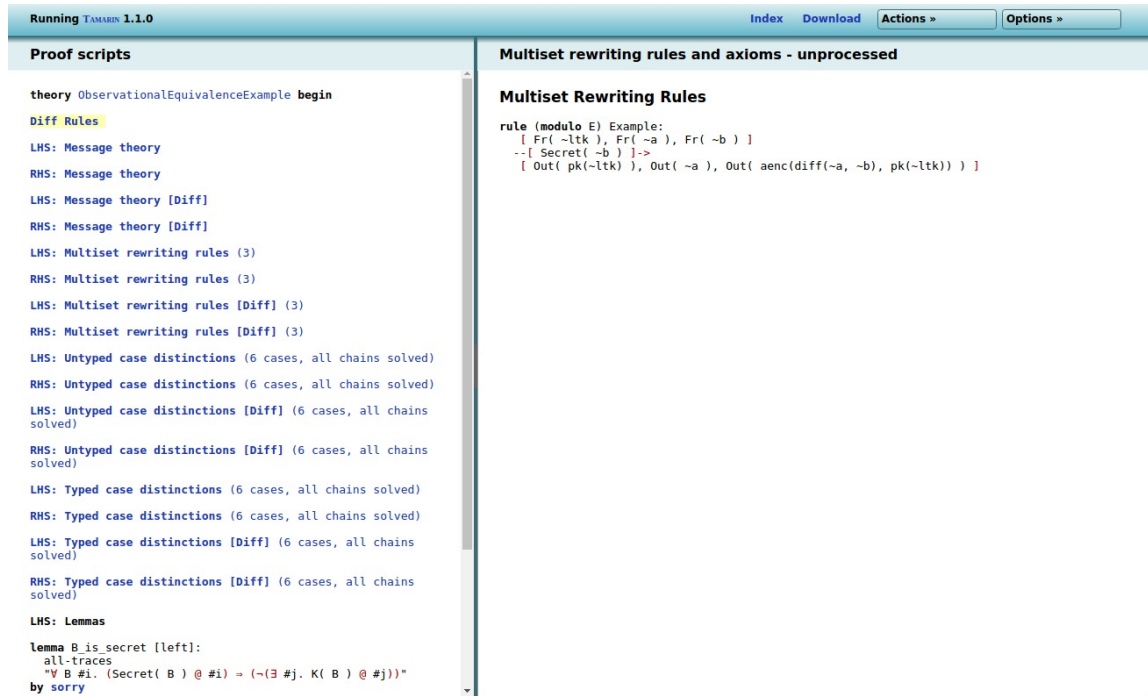 Running TAMARIN 1.1.0
Index Download Actions » Options »
Proof scripts
theory ObservationalEquivalenceExample begin
Diff Rules
LHS: Message theory
RHS: Message theory
LHS: Message theory [Diff]
RHS: Message theory [Diff]
LHS: Multiset rewriting rules (3)
RHS: Multiset rewriting rules (3)
LHS: Multiset rewriting rules [Diff] (3)
RHS: Multiset rewriting rules [Diff] (3)
LHS: Untyped case distinctions (6 cases, all chains solved)
RHS: Untyped case distinctions (6 cases, all chains solved)
LHS: Untyped case distinctions [Diff] (6 cases, all chains
solved)
RHS: Untyped case distinctions [Diff] (6 cases, all chains
solved)
LHS: Typed case distinctions (6 cases, all chains solved)
RHS: Typed case distinctions (6 cases, all chains solved)
LHS: Typed case distinctions [Diff] (6 cases, all chains
solved)
RHS: Typed case distinctions [Diff] (6 cases, all chains
solved)
LHS: Lemmas
lemma B_is_secret [left]:
all-traces
"∀ B #i. (Secret( B ) @ #i) ⇒ (¬(∃ #j. K( B ) @ #j))"
by sorry
Multiset rewriting rules and axioms - unprocessed
Multiset Rewriting Rules
rule (modulo E) Example:
[ Fr( ~ltk ), Fr( ~a ), Fr( ~b ) ]
--[ Secret( ~b ) ]->
[ Out( pk(~ltk) ), Out( ~a ), Out( aenc(diff(~a, ~b), pk(~ltk)) ) ]